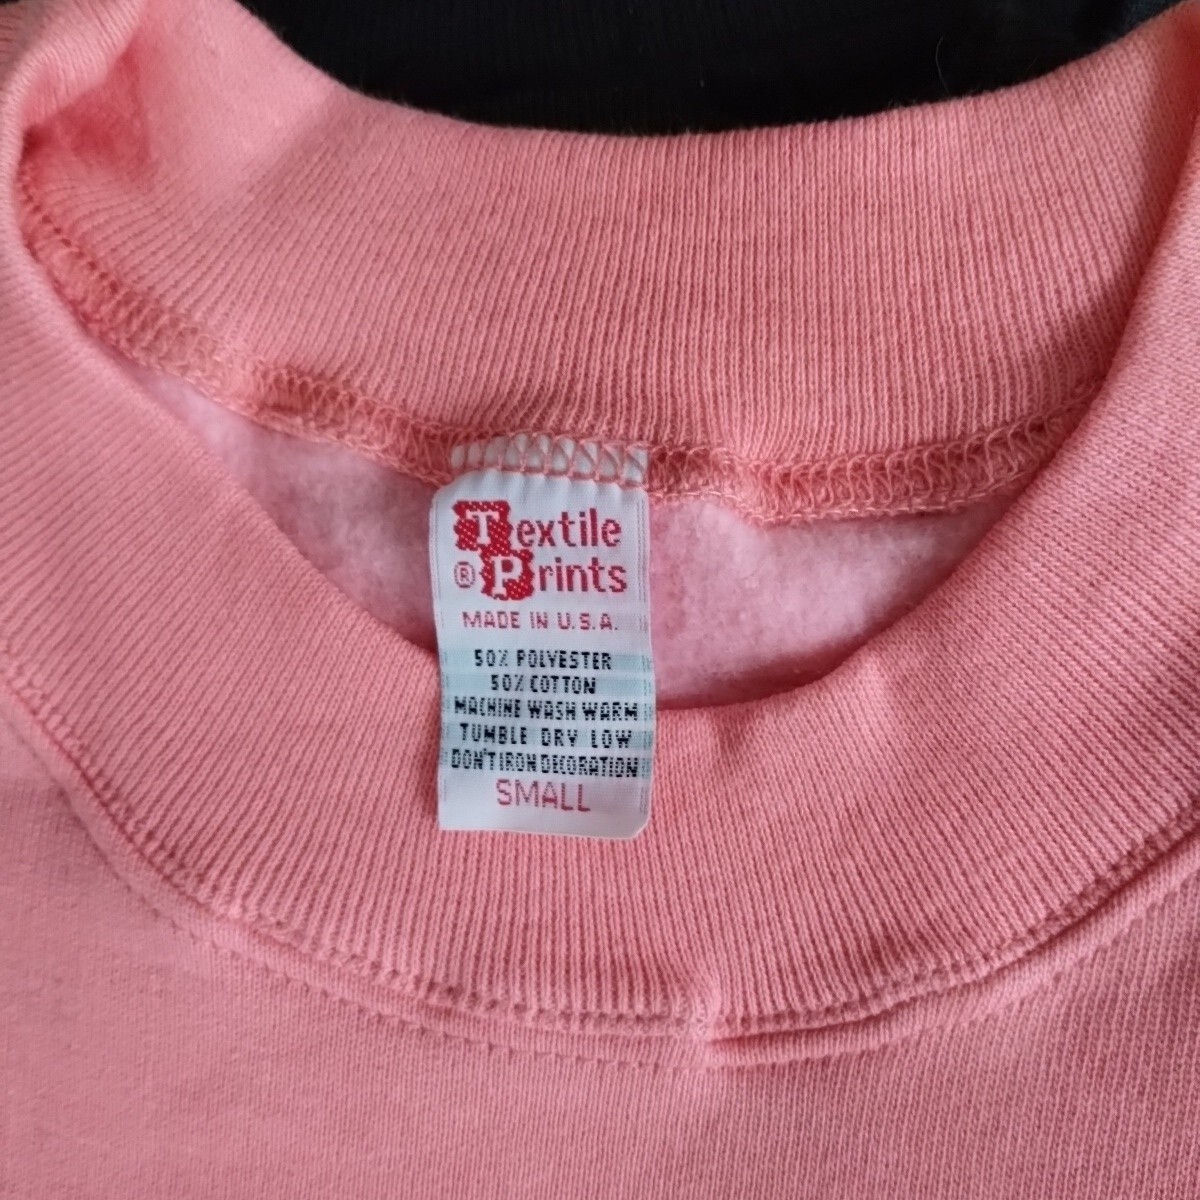 Textile
® Prints
MADE IN U.S.A.
50% POLYESTER
50% COTTON
MACHINE WASH WARM
TUMBLE DRY LOW
DON'T IRON DECORATION
SMALL